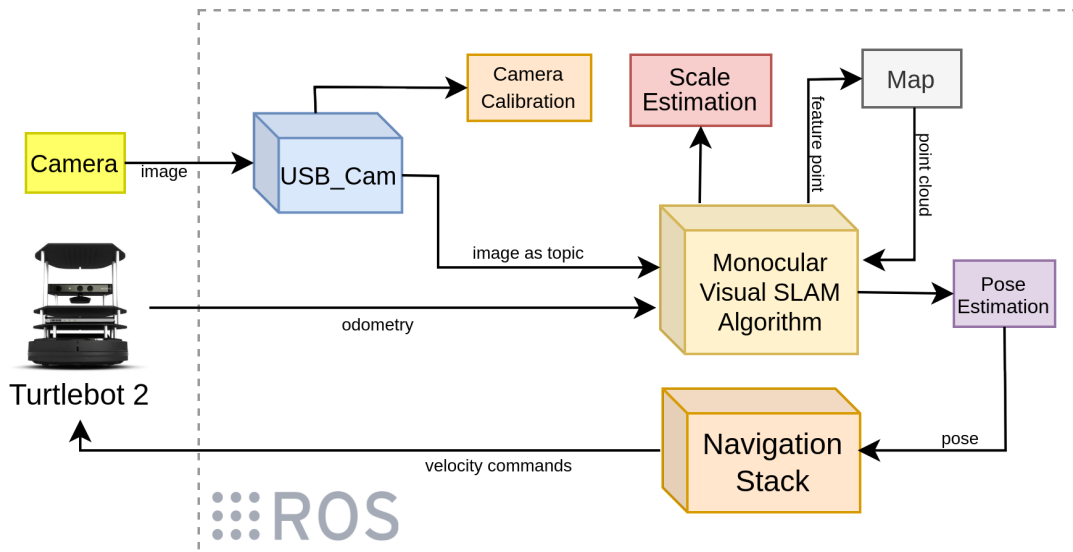 Camera
Calibration
Scale
Estimation
Map
feature point
point cloud
Camera
image
USB_Cam
image as topic
Monocular
Visual SLAM
Algorithm
Pose
Estimation
odometry
Turtlebot 2
Navigation
Stack
pose
velocity commands
ROS